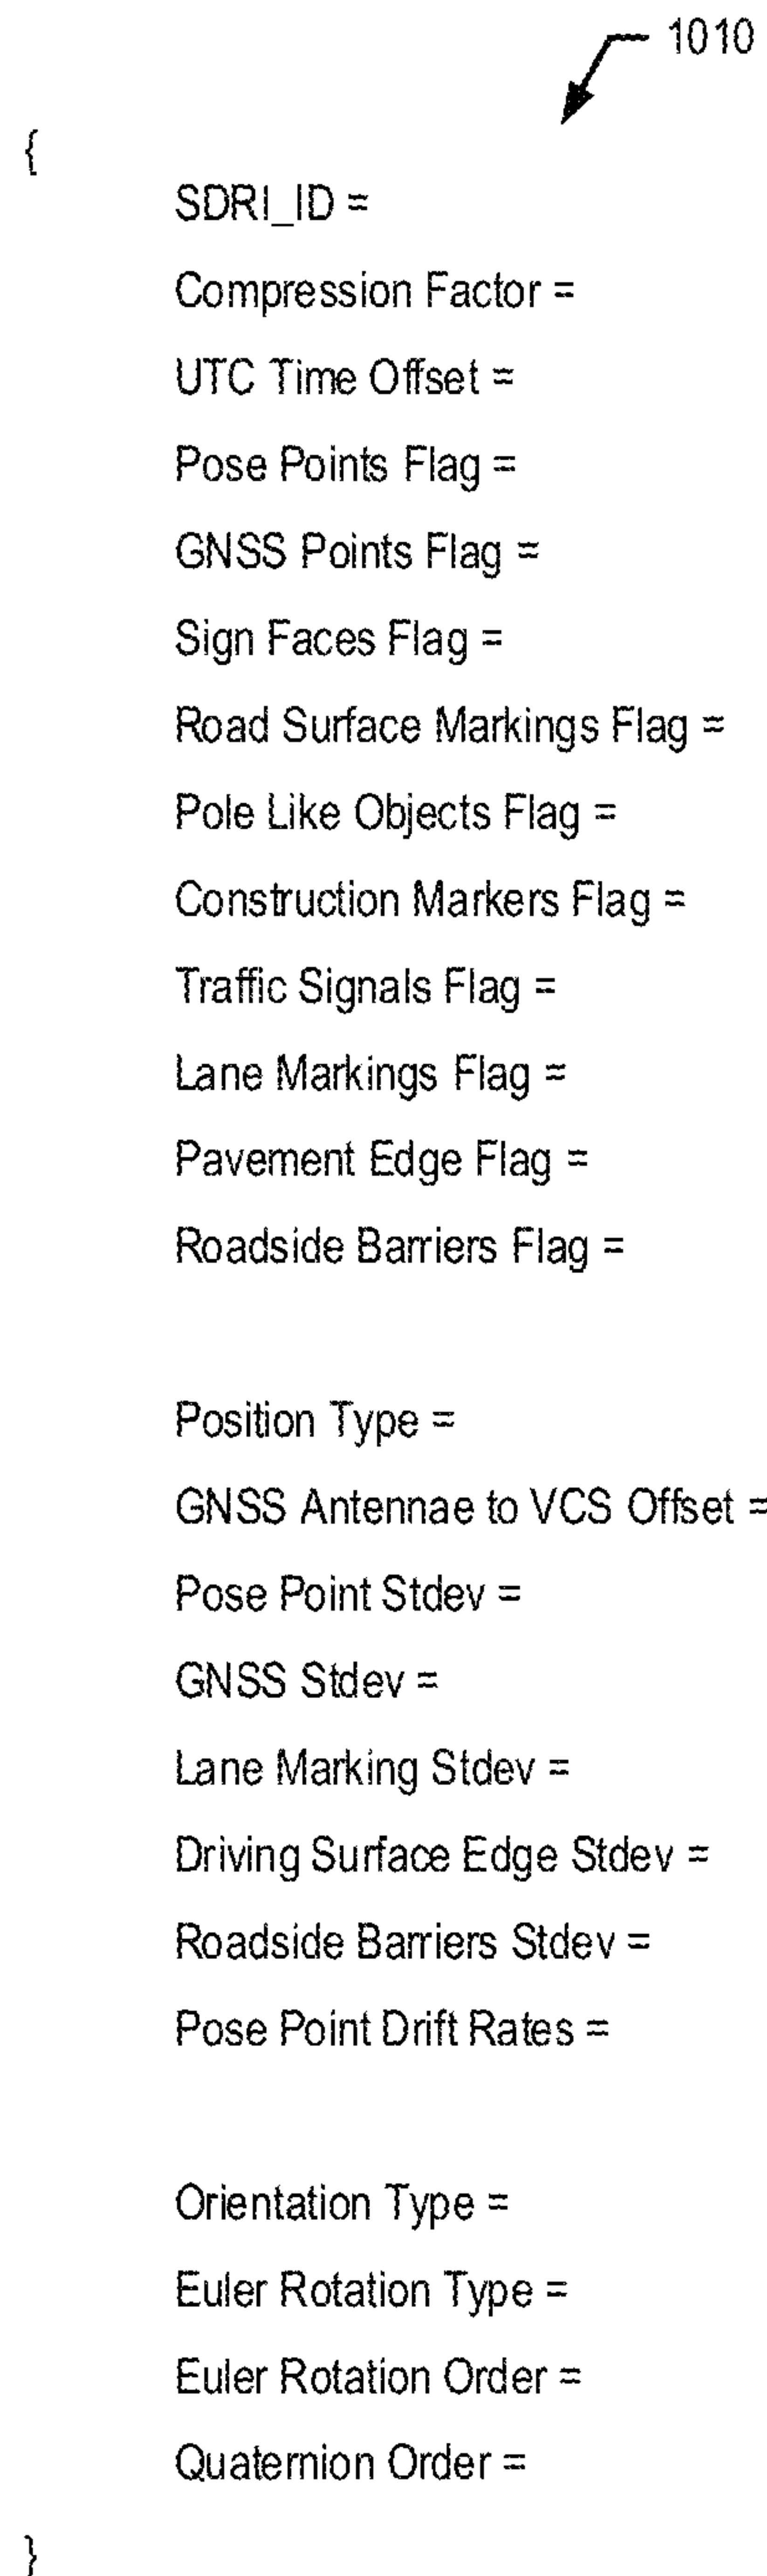 1010
{
SDRI_ID =
Compression Factor =
UTC Time Offset =
Pose Points Flag =
GNSS Points Flag =
Sign Faces Flag =
Road Surface Markings Flag =
Pole Like Objects Flag =
Construction Markers Flag =
Traffic Signals Flag =
Lane Markings Flag =
Pavement Edge Flag =
Roadside Barriers Flag =
Position Type =
GNSS Antennae to VCS Offset =
Pose Point Stdev =
GNSS Stdev =
Lane Marking Stdev =
Driving Surface Edge Stdev =
Roadside Barriers Stdev =
Pose Point Drift Rates =
Orientation Type =
Euler Rotation Type =
Euler Rotation Order =
Quaternion Order =
}